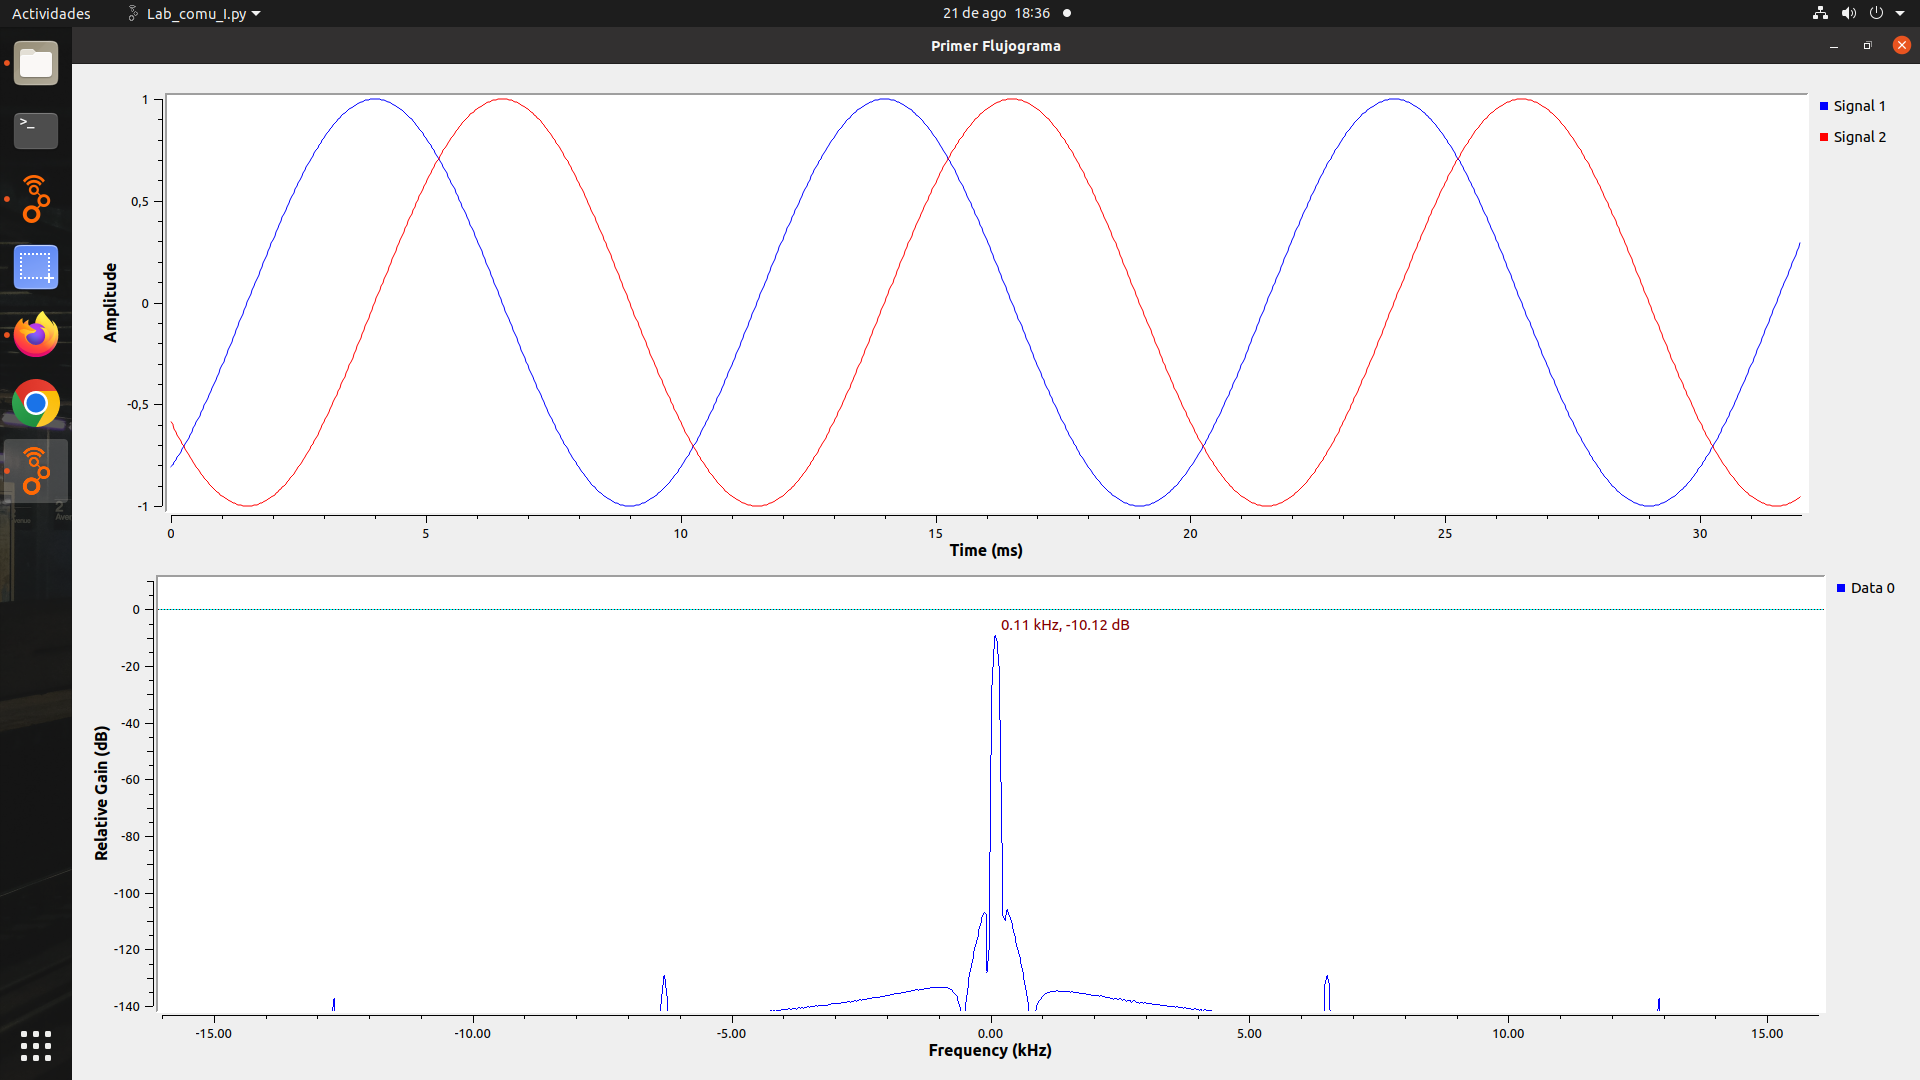 Actividades
Lab_comu_I.py
21 de ago 18:36
Primer Flujograma
1
0,5
0
-0,5
-1
Amplitude
0
5
10
15
20
25
30
Time (ms)
Signal 1
Signal 2
0
-20
-40
-60
-80
-100
-120
-140
Relative Gain (dB)
0.11 kHz, -10.12 dB
-15.00
-10.00
-5.00
0.00
5.00
10.00
15.00
Frequency (kHz)
Data 0